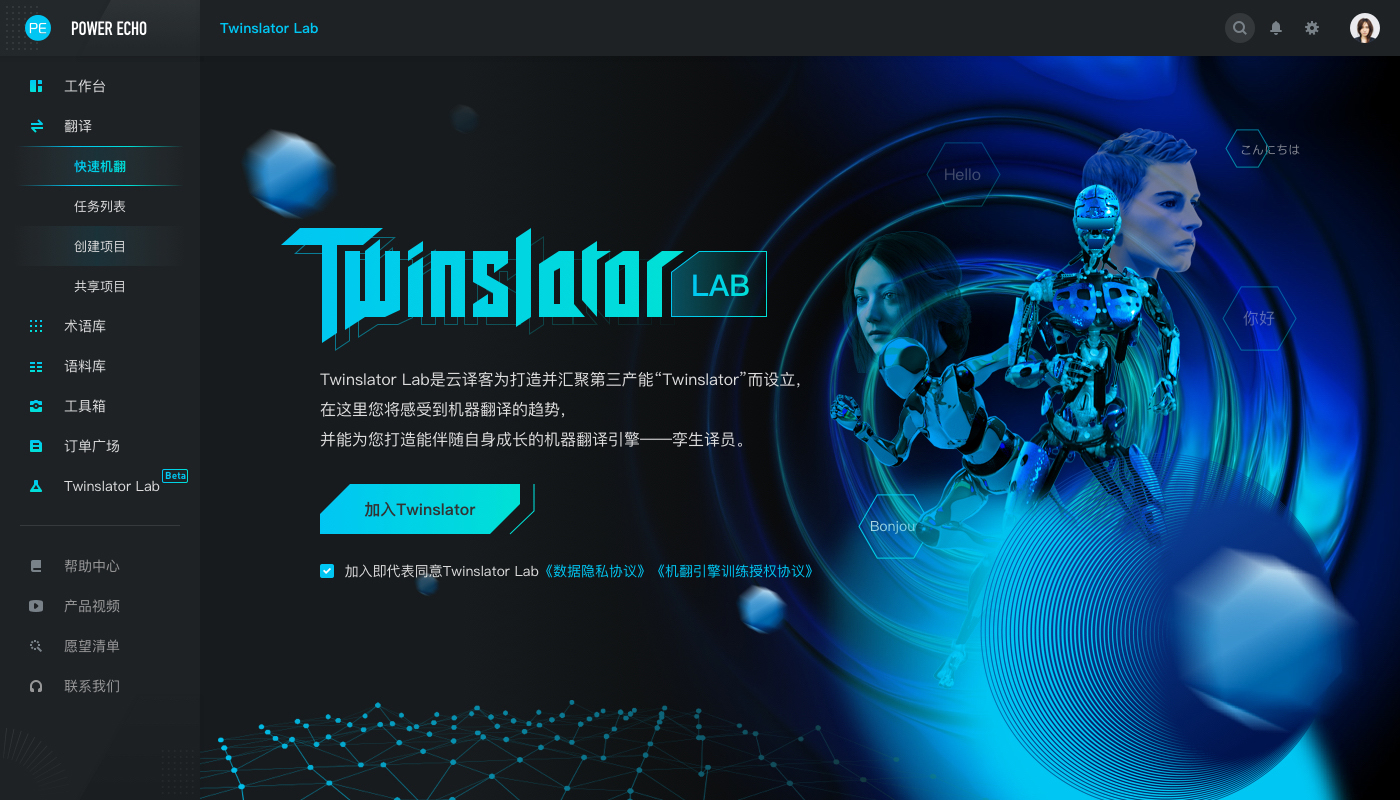 PE POWER ECHO
Twinslator Lab
工作台
翻译
快速机翻
任务列表
创建项目
共享项目
术语库
语料库
工具箱
订单广场
Twinslator Lab Beta
帮助中心
产品视频
愿望清单
联系我们
Hello
こんにちは
你好
Bonjou
Twinslator LAB
Twinslator Lab是云译客为打造并汇聚第三产能“Twinslator”而设立，
在这里您将感受到机器翻译的趋势，
并能为您打造能伴随自身成长的机器翻译引擎——孪生译员。
加入Twinslator
加入即代表同意Twinslator Lab《数据隐私协议》《机翻引擎训练授权协议》